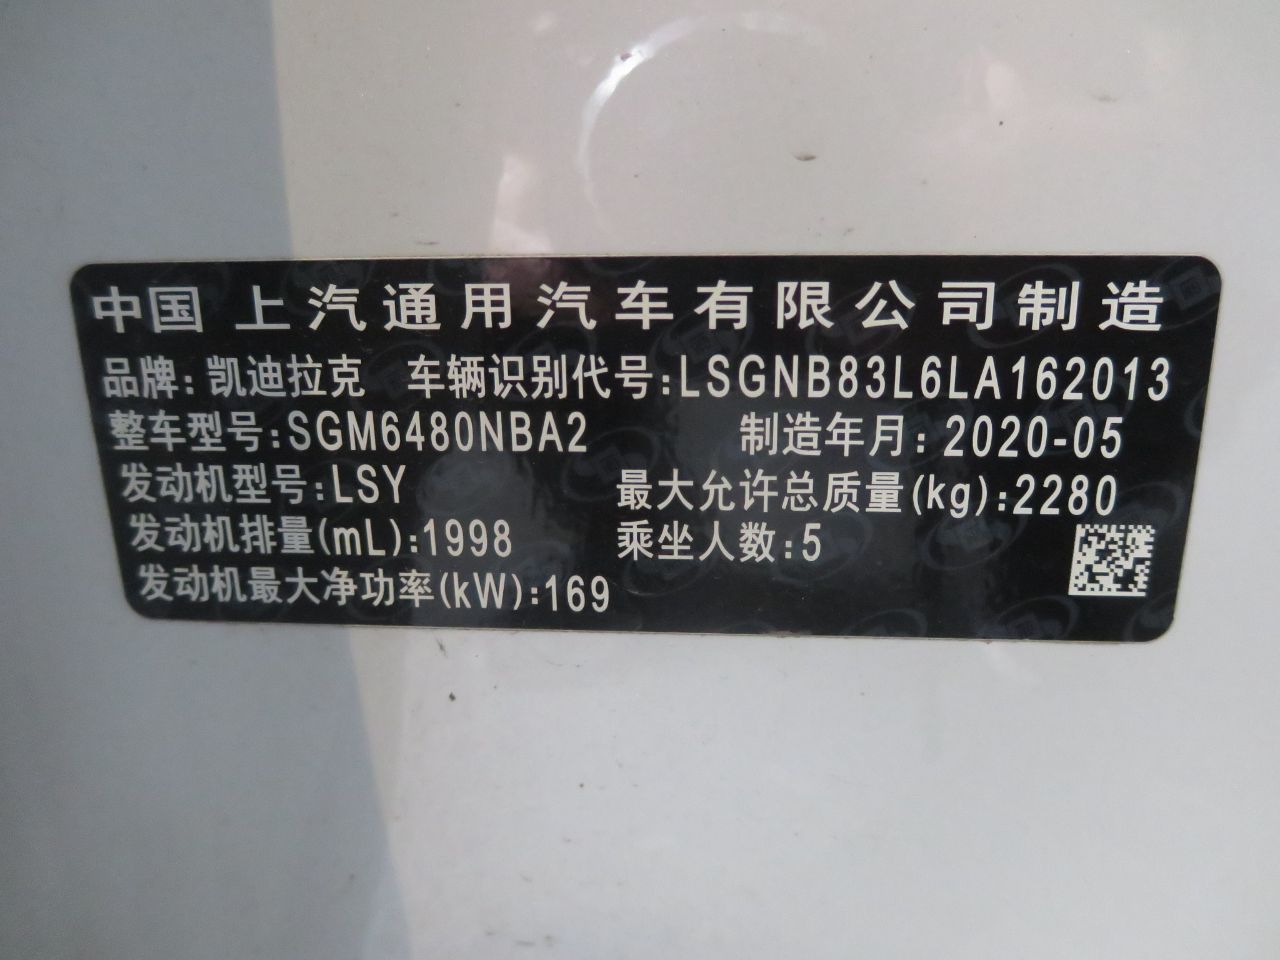 中国 上汽通用汽车有限公司制造
品牌:凯迪拉克 车辆识别代号:LSGNB83L6LA162013
整车型号:SGM6480NBA2 制造年月:2020-05
发动机型号:LSY 最大允许总质量(kg):2280
发动机排量(mL):1998 乘坐人数:5
发动机最大净功率(kW):169